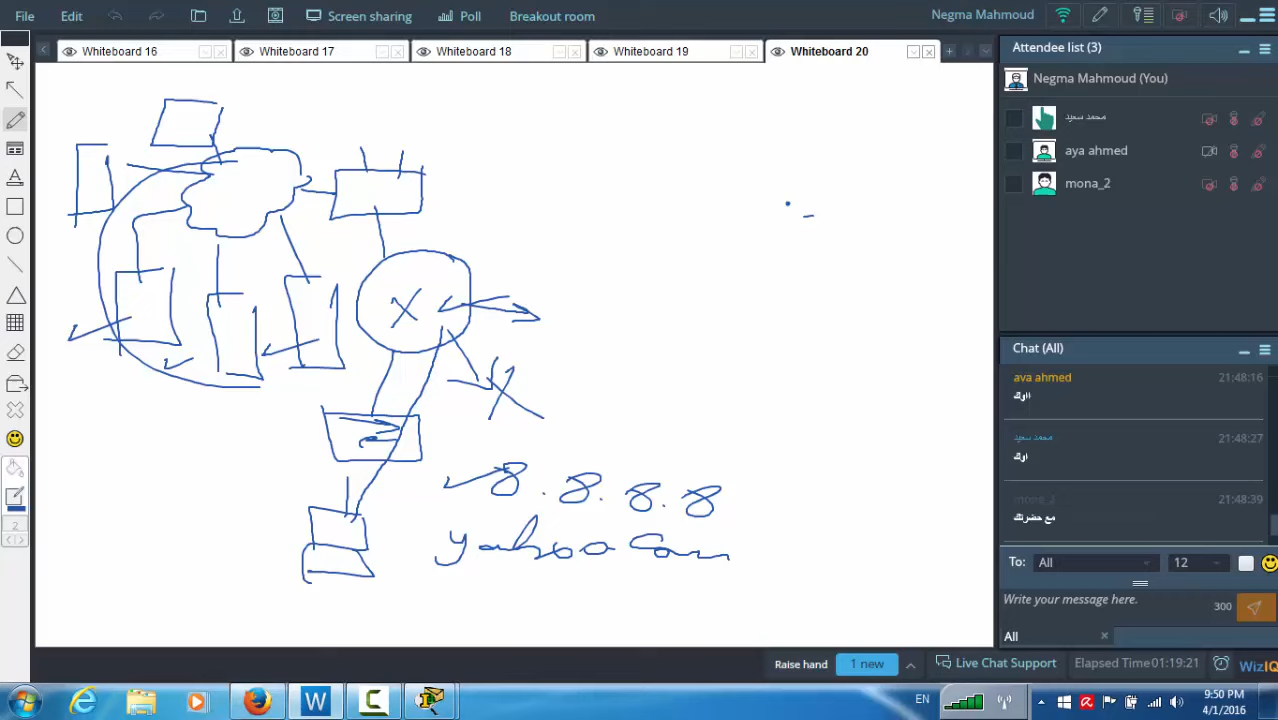 File Edit Screen sharing Poll Breakout room Negma Mahmoud
Whiteboard 16 Whiteboard 17 Whiteboard 18 Whiteboard 19 Whiteboard 20
Attendee list (3)
Negma Mahmoud (You)
محمد سعيد
aya ahmed
mona_2
X
8.8.8.8
yahoo com
Chat (All)
aya ahmed 21:48:16
محمد سعيد 21:48:27
اوك
mona_2 21:48:39
مع حضرتك
To: All 12
Write your message here. 300
All
Raise hand 1 new Live Chat Support Elapsed Time 01:19:21 WizIQ
EN 9:50 PM
4/1/2016